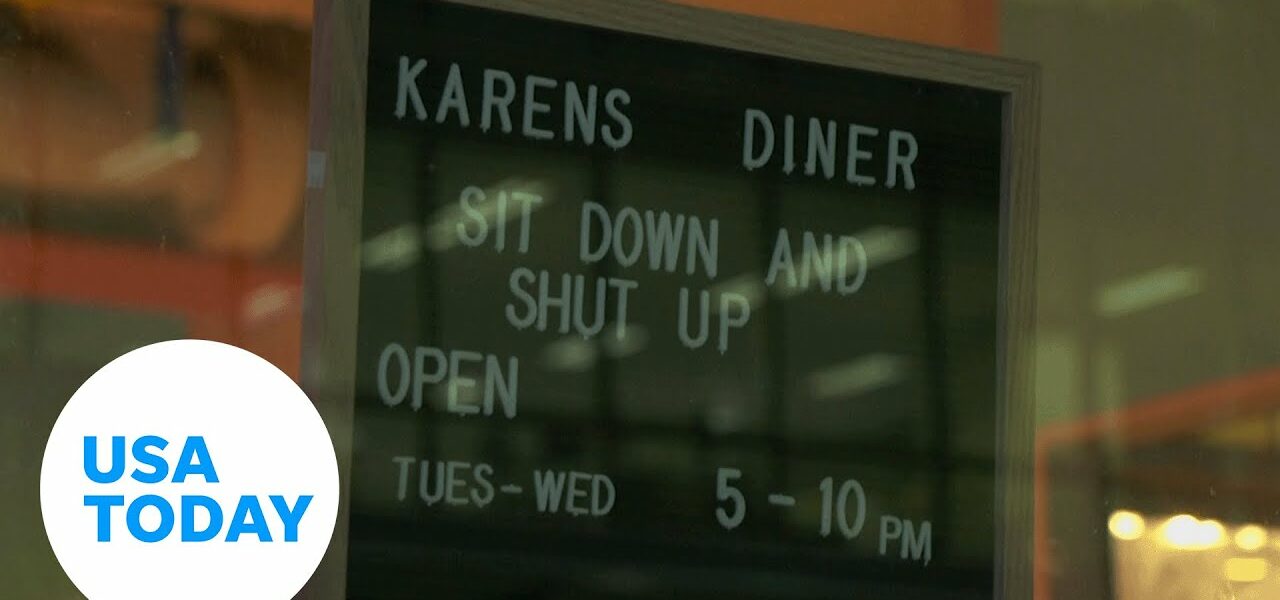 KARENS DINER
SIT DOWN AND
SHUT UP
OPEN
TUES-WED 5-10 PM
USA
TODAY